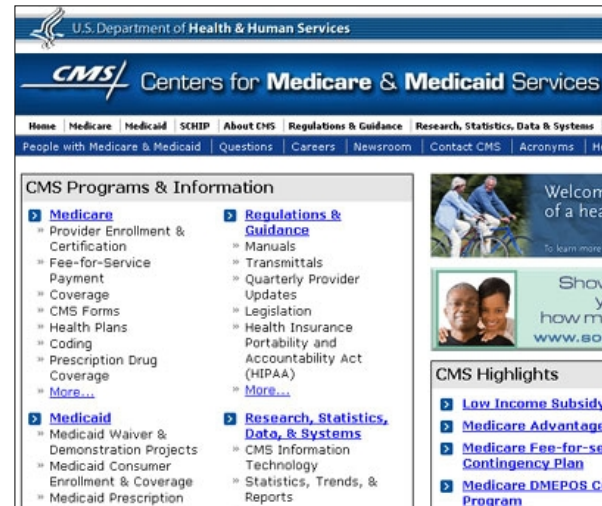 U.S. Department of Health & Human Services
CMS/ Centers for Medicare & Medicaid Services
Home | Medicare | Medicaid | SCHIP | About CMS | Regulations & Guidance | Research, Statistics, Data & Systems
People with Medicare & Medicaid | Questions | Careers | Newsroom | Contact CMS | Acronyms |
CMS Programs & Information
Medicare
» Provider Enrollment &
Certification
» Fee-for-Service
Payment
» Coverage
» CMS Forms
» Health Plans
» Coding
» Prescription Drug
Coverage
» More...
Medicaid
» Medicaid Waiver &
Demonstration Projects
» Medicaid Consumer
Enrollment & Coverage
» Medicaid Prescription
Regulations &
Guidance
» Manuals
» Transmittals
» Quarterly Provider
Updates
» Legislation
» Health Insurance
Portability and
Accountability Act
(HIPAA)
» More...
Research, Statistics,
Data, & Systems
» CMS Information
Technology
» Statistics, Trends, &
Reports
Welcom
of a hea
To learn more
Show
y
how m
www.so
CMS Highlights
Low Income Subsidy
Medicare Advantage
Medicare Fee-for-se
Contingency Plan
Medicare DMEPOS C
Program